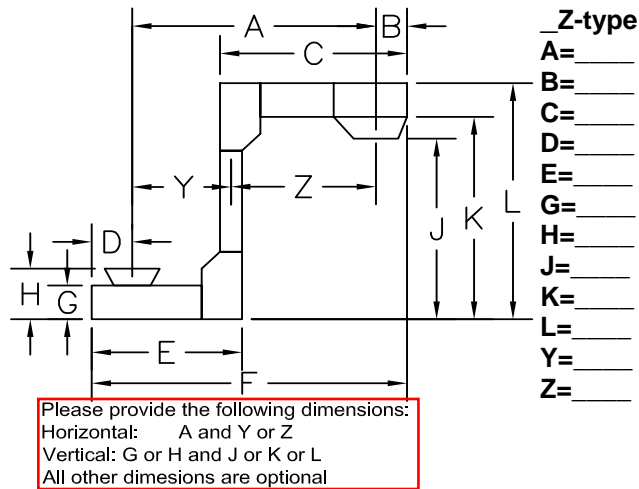 A
B
C
_Z-type
A=____
B=____
C=____
D=____
E=____
G=____
H=____
J=____
K=____
L=____
Y=____
Z=____
Y
Z
J
K
L
D
H
G
E
F
Please provide the following dimensions:
Horizontal: A and Y or Z
Vertical: G or H and J or K or L
All other dimesions are optional